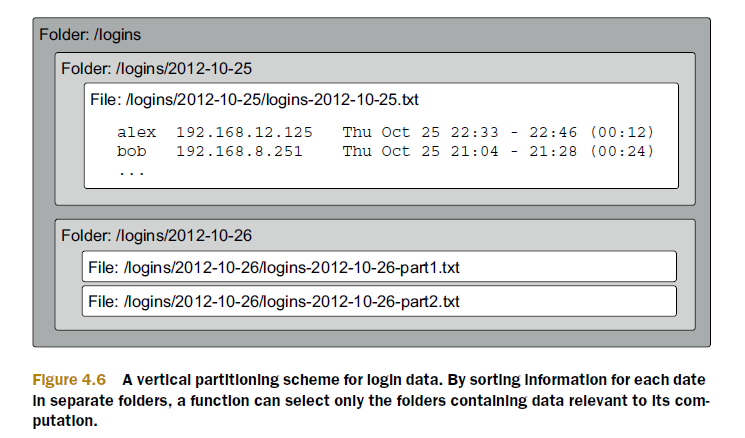 Folder: /logins
Folder: /logins/2012-10-25
File: /logins/2012-10-25/logins-2012-10-25.txt
alex 192.168.12.125 Thu Oct 25 22:33 - 22:46 (00:12)
bob 192.168.8.251 Thu Oct 25 21:04 - 21:28 (00:24)
...
Folder: /logins/2012-10-26
File: /logins/2012-10-26/logins-2012-10-26-part1.txt
File: /logins/2012-10-26/logins-2012-10-26-part2.txt
Figure 4.6 A vertical partitioning scheme for login data. By sorting information for each date
in separate folders, a function can select only the folders containing data relevant to its com-
putation.